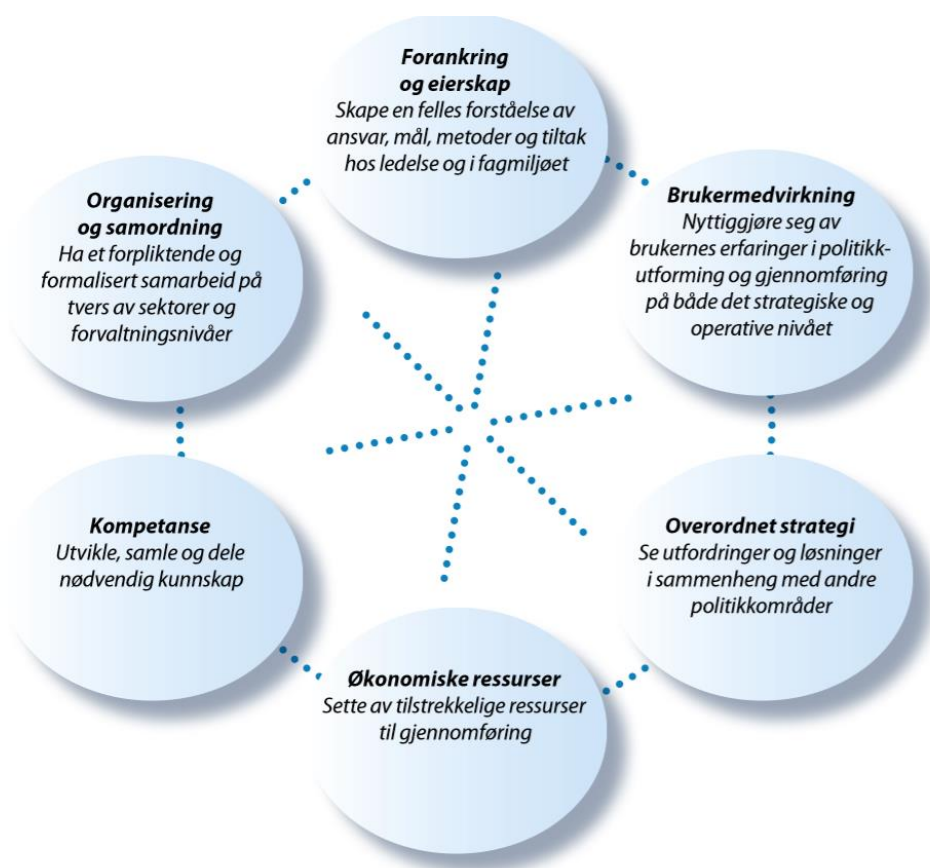 Forankring
og eierskap
Skape en felles forståelse av
ansvar, mål, metoder og tiltak
hos ledelse og i fagmiljøet
Brukermedvirkning
Nyttiggjøre seg av
brukernes erfaringer i politikk-
utforming og gjennomføring
på både det strategiske og
operative nivået
Overordnet strategi
Se utfordringer og løsninger
i sammenheng med andre
politikkområder
Økonomiske ressurser
Sette av tilstrekkelige ressurser
til gjennomføring
Kompetanse
Utvikle, samle og dele
nødvendig kunnskap
Organisering
og samordning
Ha et forpliktende og
formalisert samarbeid på
tvers av sektorer og
forvaltningsnivåer